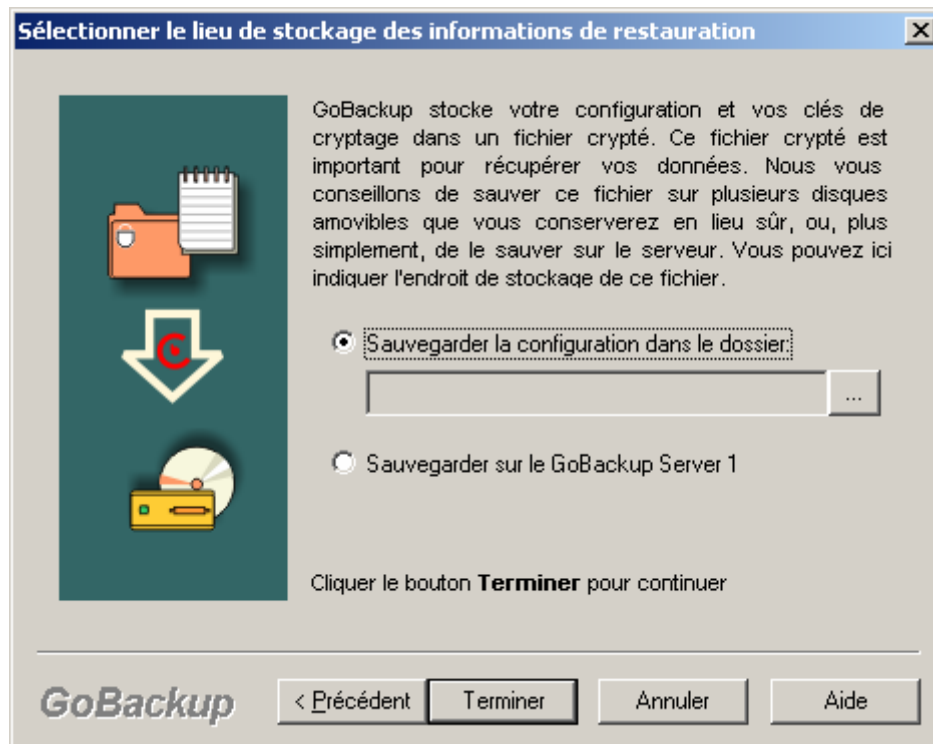 Sélectionner le lieu de stockage des informations de restauration
GoBackup stocke votre configuration et vos clés de
cryptage dans un fichier crypté. Ce fichier crypté est
important pour récupérer vos données. Nous vous
conseillons de sauver ce fichier sur plusieurs disques
amovibles que vous conserverez en lieu sûr, ou, plus
simplement, de le sauver sur le serveur. Vous pouvez ici
indiquer l'endroit de stockage de ce fichier.
Sauvegarder la configuration dans le dossier:
...
Sauvegarder sur le GoBackup Server 1
Cliquer le bouton Terminer pour continuer
GoBackup
< Précédent
Terminer
Annuler
Aide